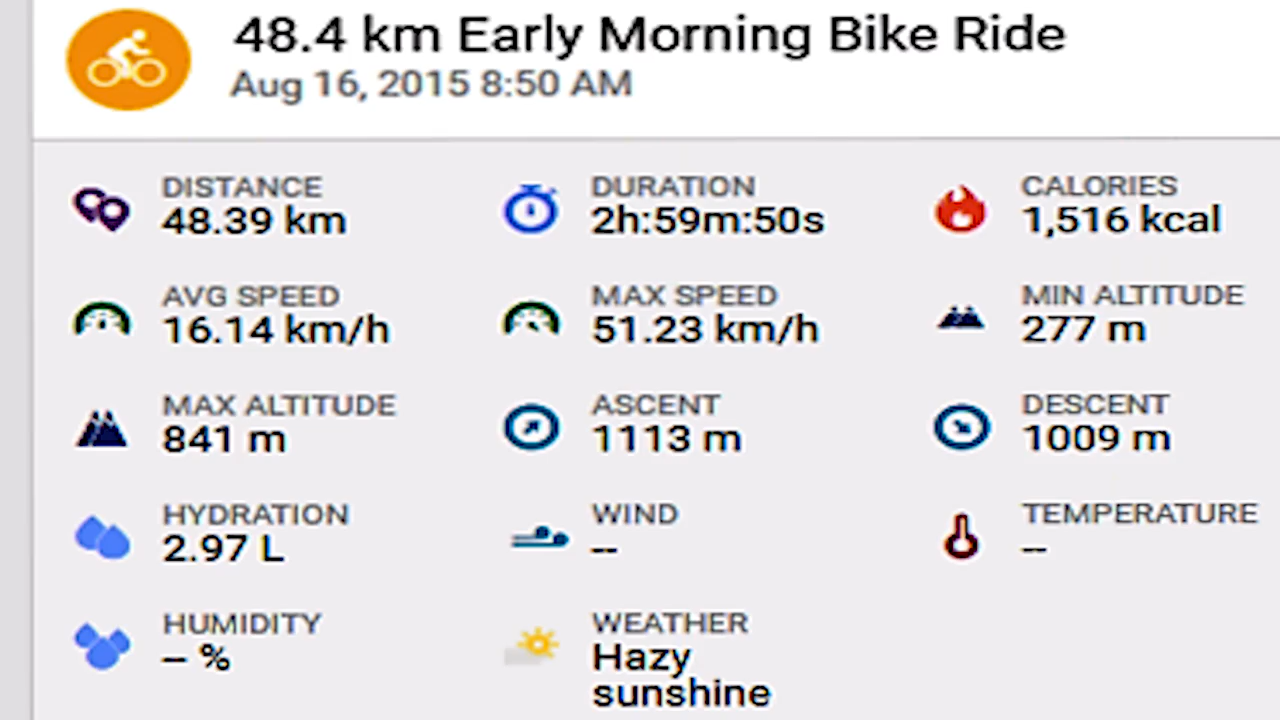 48.4 km Early Morning Bike Ride
Aug 16, 2015 8:50 AM
DISTANCE
48.39 km
DURATION
2h:59m:50s
CALORIES
1,516 kcal
AVG SPEED
16.14 km/h
MAX SPEED
51.23 km/h
MIN ALTITUDE
277 m
MAX ALTITUDE
841 m
ASCENT
1113 m
DESCENT
1009 m
HYDRATION
2.97 L
WIND
--
TEMPERATURE
--
HUMIDITY
-- %
WEATHER
Hazy
sunshine